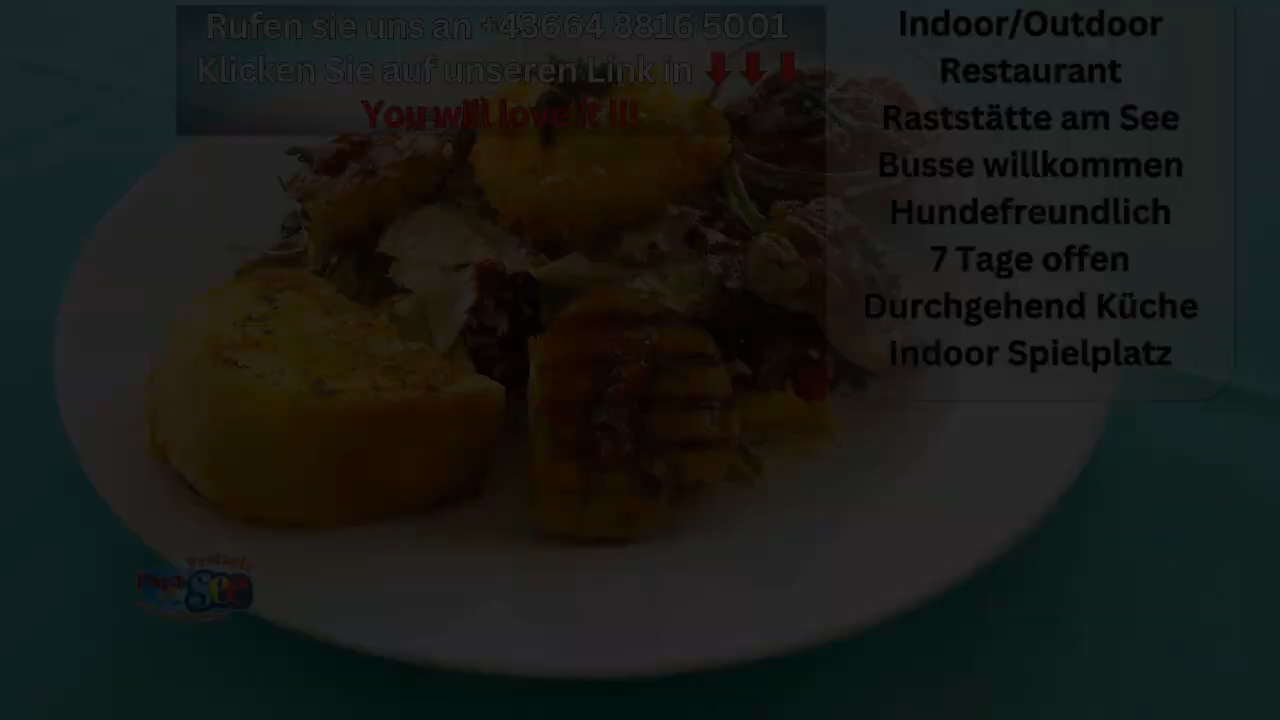 Rufen sie uns an +43664 8816 5001
Klicken Sie auf unseren Link in
You will love it !!!
Indoor/Outdoor
Restaurant
Raststätte am See
Busse willkommen
Hundefreundlich
7 Tage offen
Durchgehend Küche
Indoor Spielplatz
See